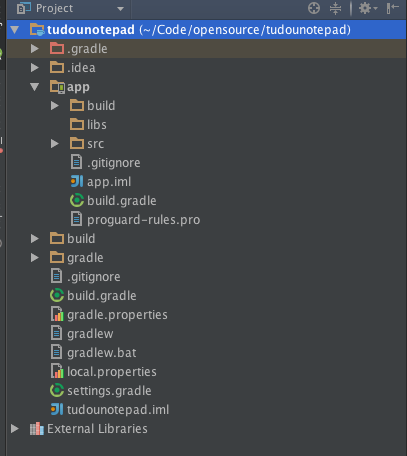 Project
tudounotepad (~/Code/opensource/tudounotepad)
.gradle
.idea
app
build
libs
src
.gitignore
app.iml
build.gradle
proguard-rules.pro
build
gradle
.gitignore
build.gradle
gradle.properties
gradlew
gradlew.bat
local.properties
settings.gradle
tudounotepad.iml
External Libraries